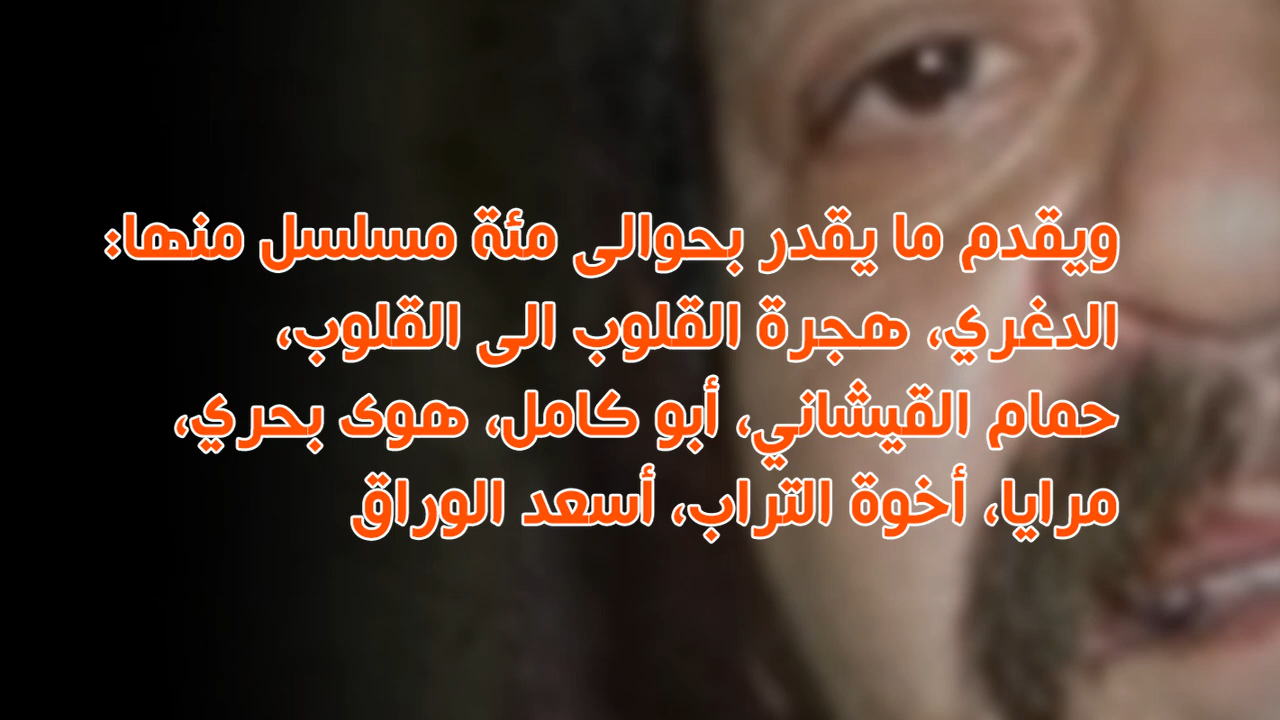 ويقدم ما يقدر بحوالى مئة مسلسل منها:
الدغري، هجرة القلوب الى القلوب،
حمام القيشاني، أبو كامل، هوى بحري،
مرايا، أخوة التراب، أسعد الوراق